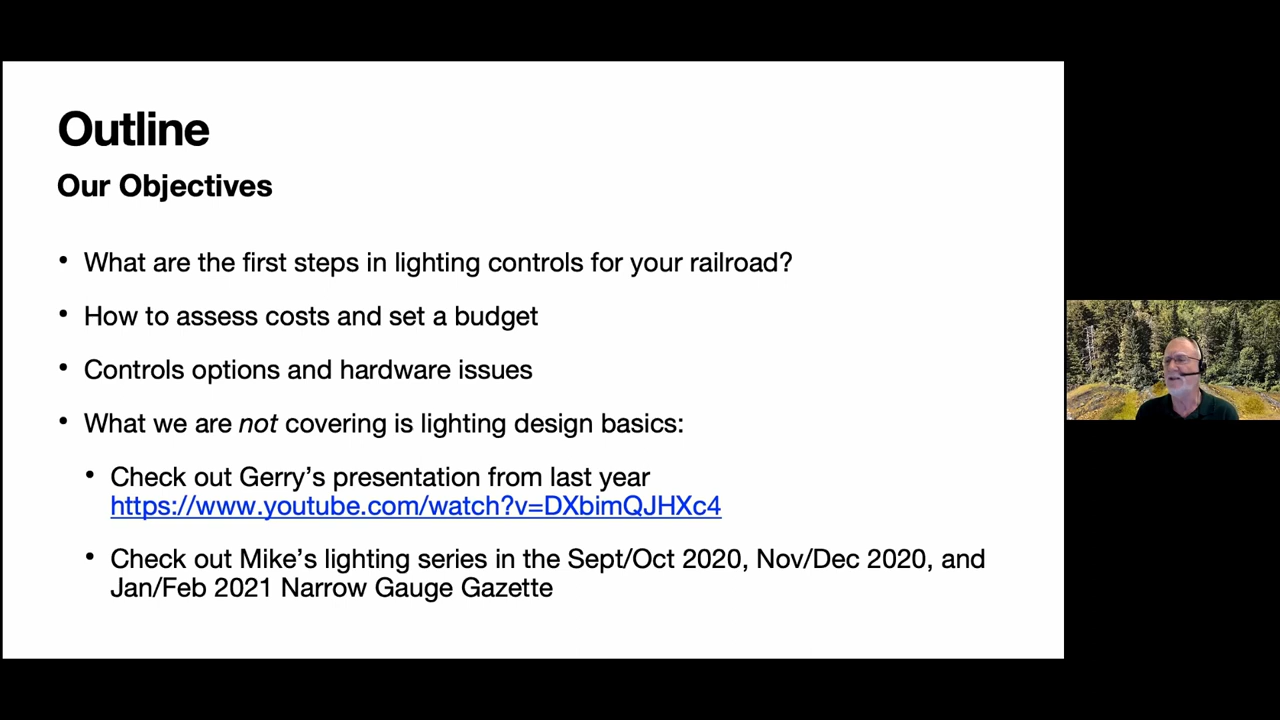 Outline
Our Objectives
• What are the first steps in lighting controls for your railroad?
• How to assess costs and set a budget
• Controls options and hardware issues
• What we are not covering is lighting design basics:
• Check out Gerry’s presentation from last year
https://www.youtube.com/watch?v=DXbimQJHXc4
• Check out Mike’s lighting series in the Sept/Oct 2020, Nov/Dec 2020, and
Jan/Feb 2021 Narrow Gauge Gazette